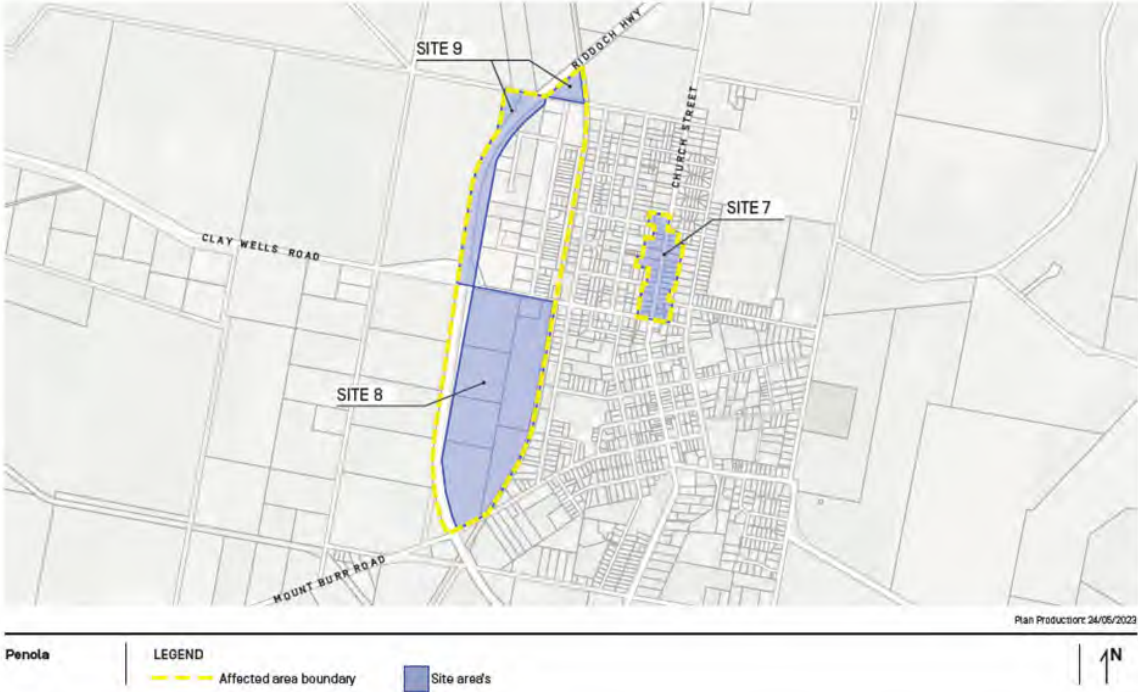 SITE 9
RIDDOCH HWY
CHURCH STREET
SITE 7
CLAY WELLS ROAD
SITE 8
MOUNT BURR ROAD
Plan Production: 24/05/2023
Penola
LEGEND
Affected area boundary
Site area's
N